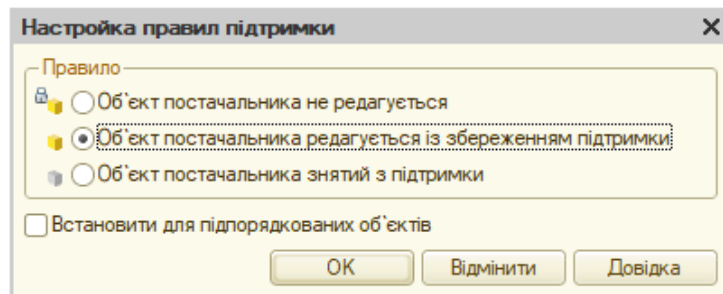 Настройка правил підтримки
Правило
Об`єкт постачальника не редагується
Об`єкт постачальника редагується із збереженням підтримки
Об`єкт постачальника знятий з підтримки
Встановити для підпорядкованих об`єктів
ОК Відмінити Довідка